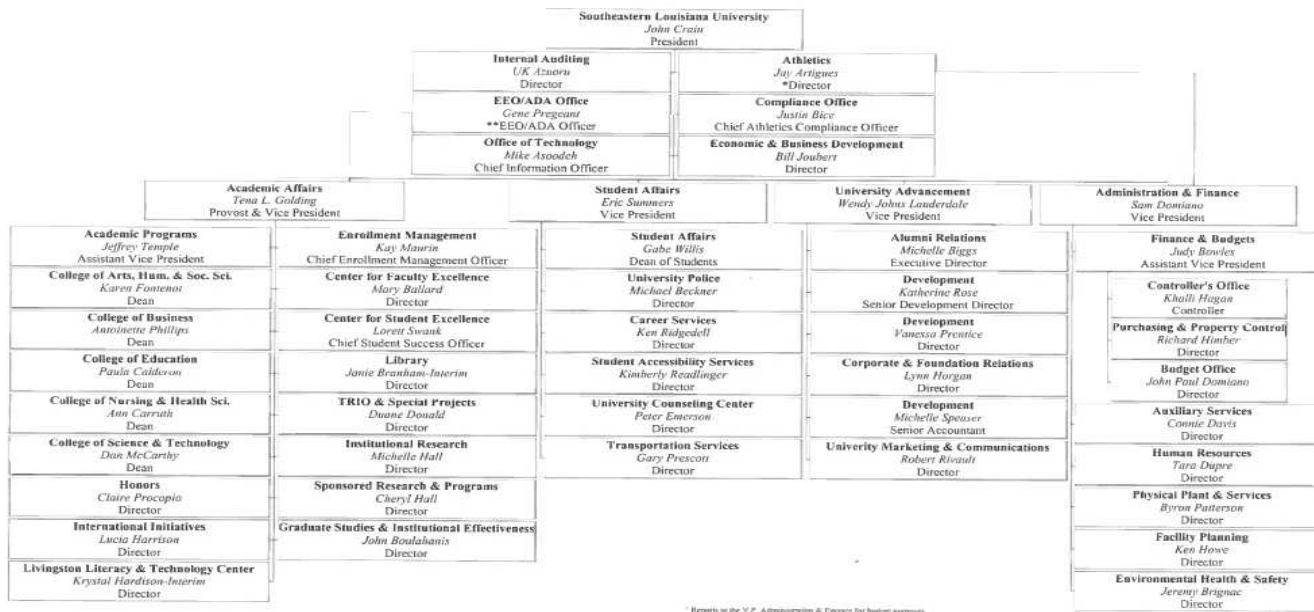 Southeastern Louisiana University
John Crain
President
Internal Auditing
UK Azuoru
Director
Athletics
Jay Artigues
*Director
EEO/ADA Office
Gene Pregeant
**EEO/ADA Officer
Compliance Office
Justin Bice
Chief Athletics Compliance Officer
Office of Technology
Mike Asoodeh
Chief Information Officer
Economic & Business Development
Bill Joubert
Director
Academic Affairs
Tena L. Golding
Provost & Vice President
Student Affairs
Eric Summers
Vice President
University Advancement
Wendy Johns Lauderdale
Vice President
Administration & Finance
Sam Domiano
Vice President
Academic Programs
Jeffrey Temple
Assistant Vice President
College of Arts, Hum. & Soc. Sci.
Karen Fontenot
Dean
College of Business
Antoinette Phillips
Dean
College of Education
Paula Calderon
Dean
College of Nursing & Health Sci.
Ann Carruth
Dean
College of Science & Technology
Dan McCarthy
Dean
Honors
Claire Procopio
Director
International Initiatives
Lucia Harrison
Director
Livingston Literacy & Technology Center
Krystal Hardison-Interim
Director
Enrollment Management
Kay Maurin
Chief Enrollment Management Officer
Center for Faculty Excellence
Mary Ballard
Director
Center for Student Excellence
Lorett Swank
Chief Student Success Officer
Library
Janie Branham-Interim
Director
TRIO & Special Projects
Duane Donald
Director
Institutional Research
Michelle Hall
Director
Sponsored Research & Programs
Cheryl Hall
Director
Graduate Studies & Institutional Effectiveness
John Boulahanis
Director
Student Affairs
Gabe Willis
Dean of Students
University Police
Michael Beckner
Director
Career Services
Ken Ridgedell
Director
Student Accessibility Services
Kimberly Readlinger
Director
University Counseling Center
Peter Emerson
Director
Transportation Services
Gary Prescott
Director
Alumni Relations
Michelle Biggs
Executive Director
Development
Katherine Rose
Senior Development Director
Development
Vanessa Prentice
Director
Corporate & Foundation Relations
Lynn Horgan
Director
Development
Michelle Speaser
Senior Accountant
Univerity Marketing & Communications
Robert Rivault
Director
Finance & Budgets
Judy Bowles
Assistant Vice President
Controller's Office
Khalli Hagan
Controller
Purchasing & Property Control
Richard Himber
Director
Budget Office
John Paul Domiano
Director
Auxiliary Services
Connie Davis
Director
Human Resources
Tara Dupre
Director
Physical Plant & Services
Byron Patterson
Director
Facility Planning
Ken Howe
Director
Environmental Health & Safety
Jeremy Brignac
Director